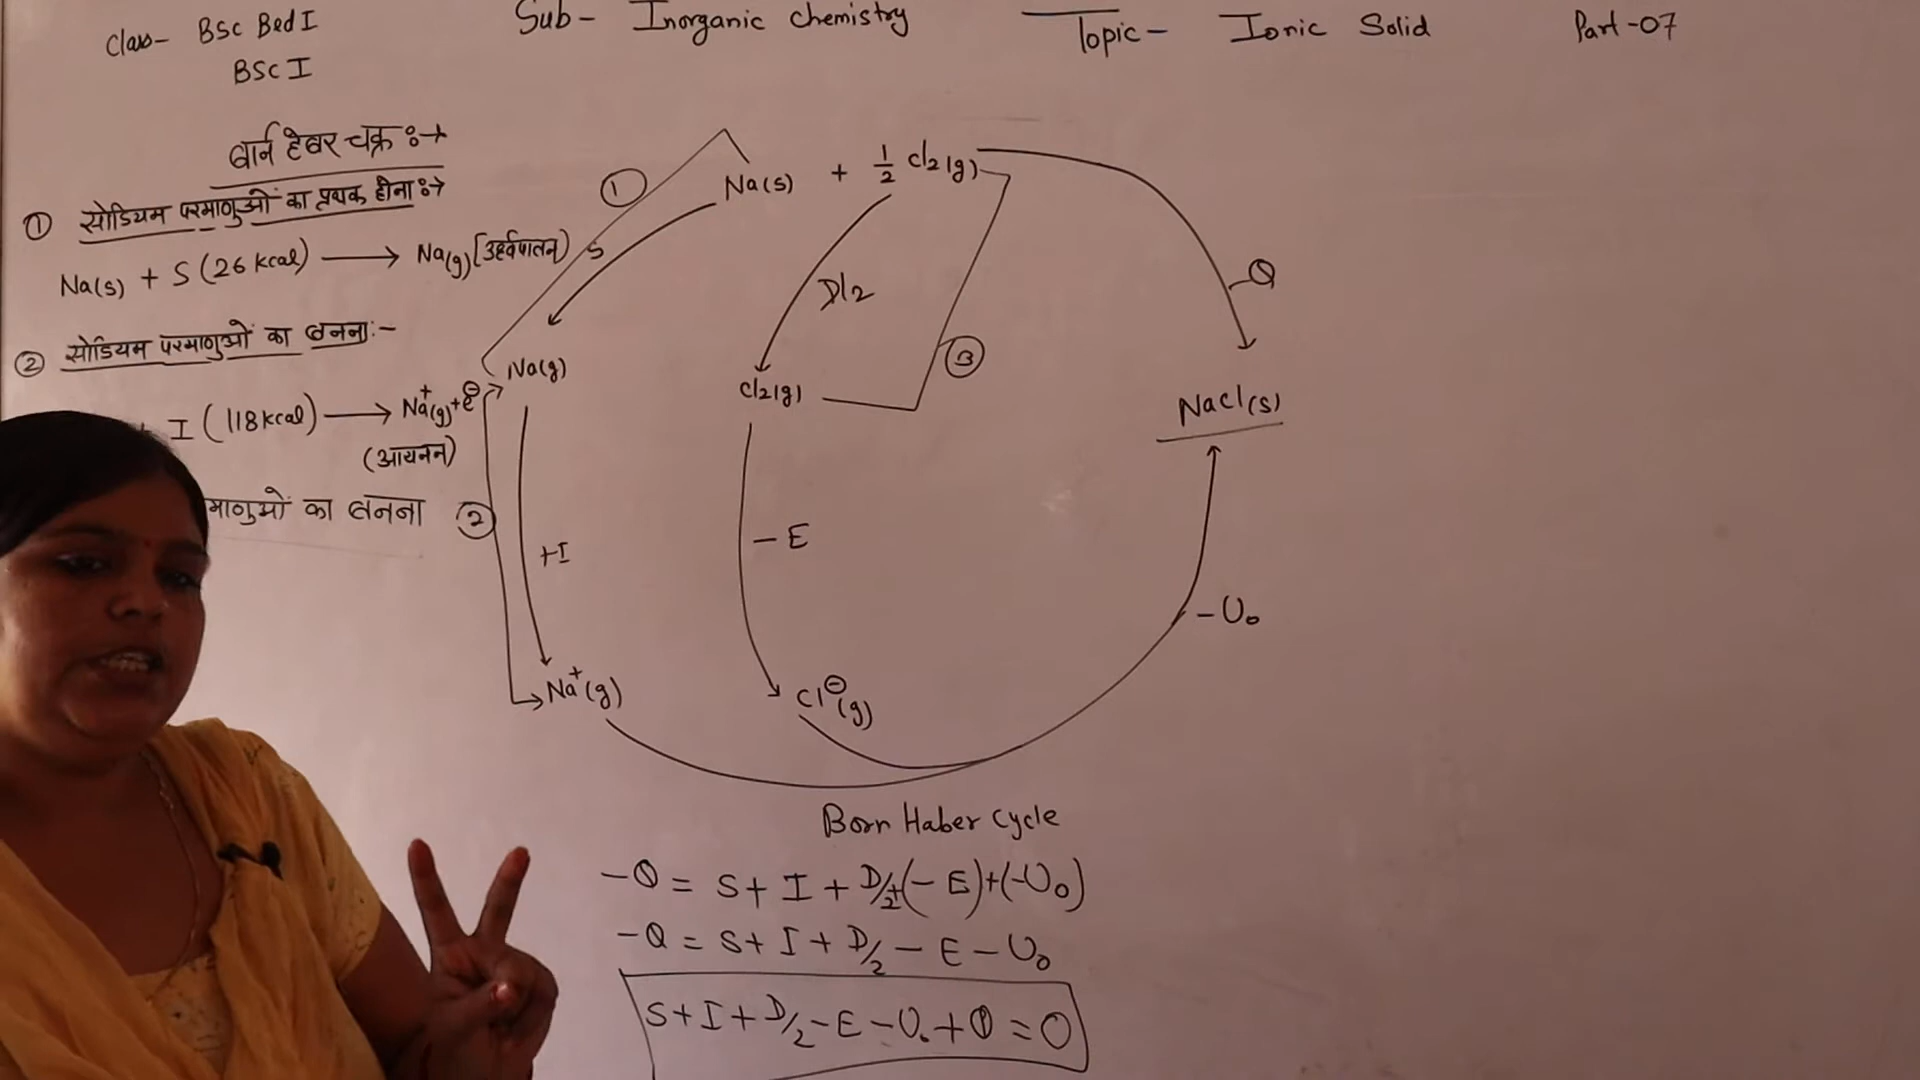 Class- BSc Bed I
BSc I
Sub- Inorganic chemistry
Topic- Ionic Solid
Part-07
बार्न हेबर चक्र :→
① सोडियम परमाणुओं का प्रथक होना :→
Na(s) + S (26 kcal) ⟶ Na(g) [उर्ध्वपातन)
② सोडियम परमाणुओं का बनना :-
+ I (118 kcal) ⟶ Na⁺(g) + e⊖
(आयनन)
माणुओं का बनना
Na(s) + 1/2 Cl2(g)
①
S
D/2
Q
③
Na(g)
Cl2(g)
NaCl(s)
②
+I
- E
- U₀
Na⁺(g)
Cl⊖(g)
Born Haber Cycle
-Q = S + I + D/2 + (-E) + (-U₀)
-Q = S + I + D/2 - E - U₀
S + I + D/2 - E - U₀ + Q = 0